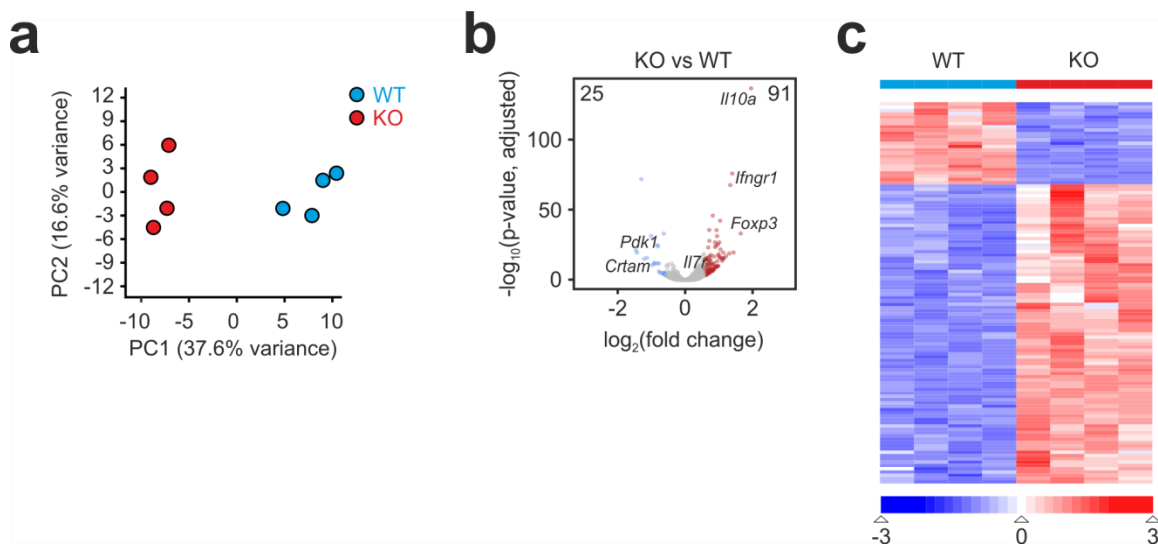 a
12
9
6
3
0
-3
-6
-9
-12
PC2 (16.6% variance)
-10 -5 0 5 10
PC1 (37.6% variance)
WT
KO
b
KO vs WT
25 91
Il10a
Ifngr1
Foxp3
Pdk1
Crtam
Il7r
100
50
0
-log10(p-value, adjusted)
-2 0 2
log2(fold change)
c
WT KO
-3 0 3